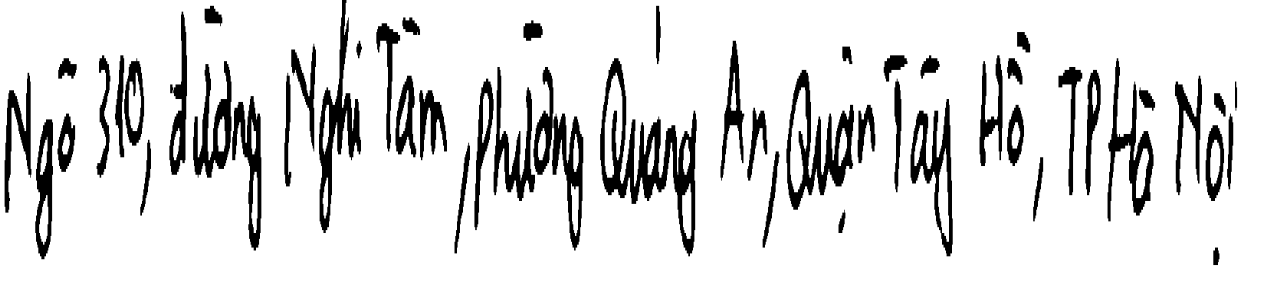 Ngõ 310, đường Nghi Tàm, phường Quảng An, Quận Tây Hồ, TP Hà Nội